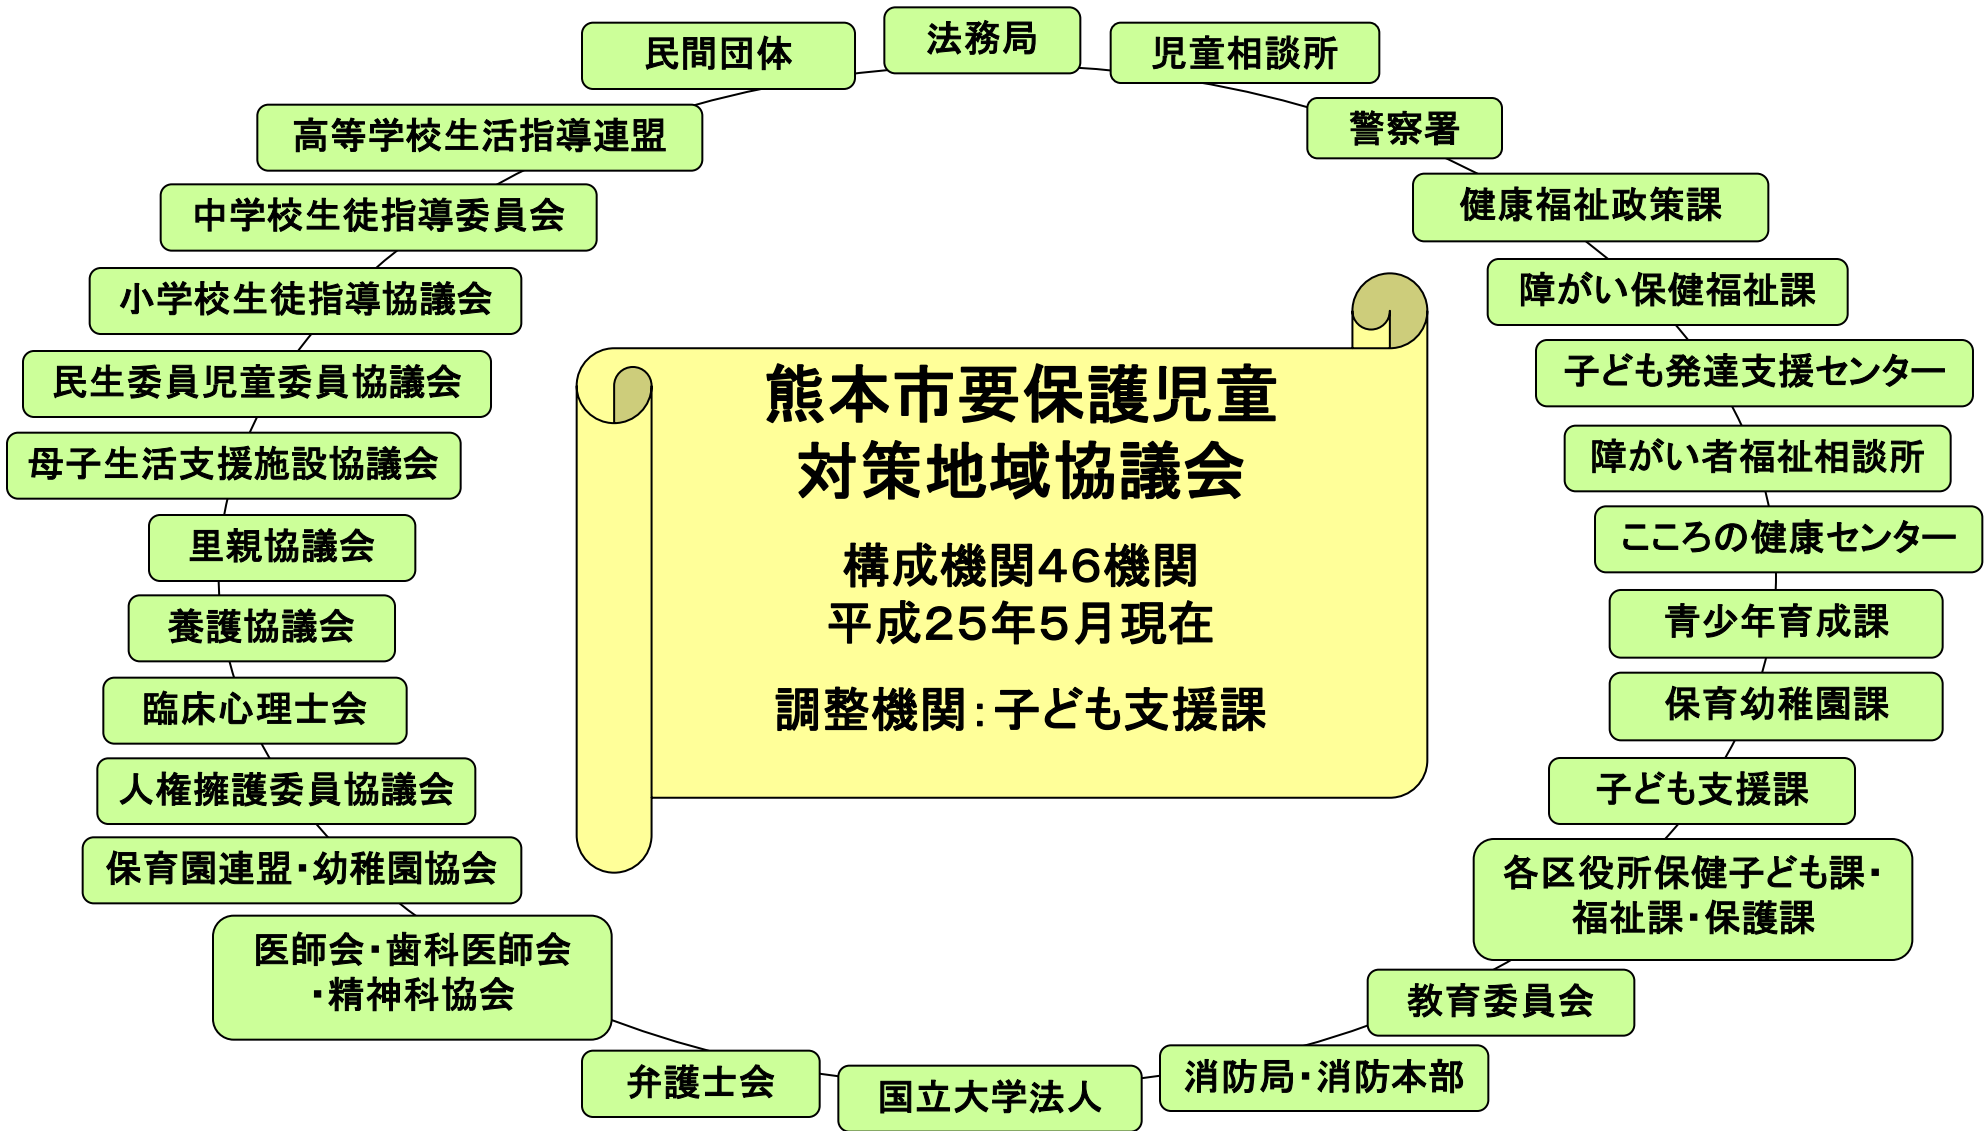 法務局
民間団体
児童相談所
高等学校生活指導連盟
警察署
中学校生徒指導委員会
健康福祉政策課
小学校生徒指導協議会
障がい保健福祉課
民生委員児童委員協議会
子ども発達支援センター
母子生活支援施設協議会
障がい者福祉相談所
里親協議会
こころの健康センター
養護協議会
青少年育成課
臨床心理士会
保育幼稚園課
人権擁護委員協議会
子ども支援課
保育園連盟・幼稚園協会
各区役所保健子ども課・
福祉課・保護課
医師会・歯科医師会
・精神科協会
教育委員会
弁護士会
国立大学法人
消防局・消防本部
熊本市要保護児童
対策地域協議会
構成機関46機関
平成25年5月現在
調整機関：子ども支援課